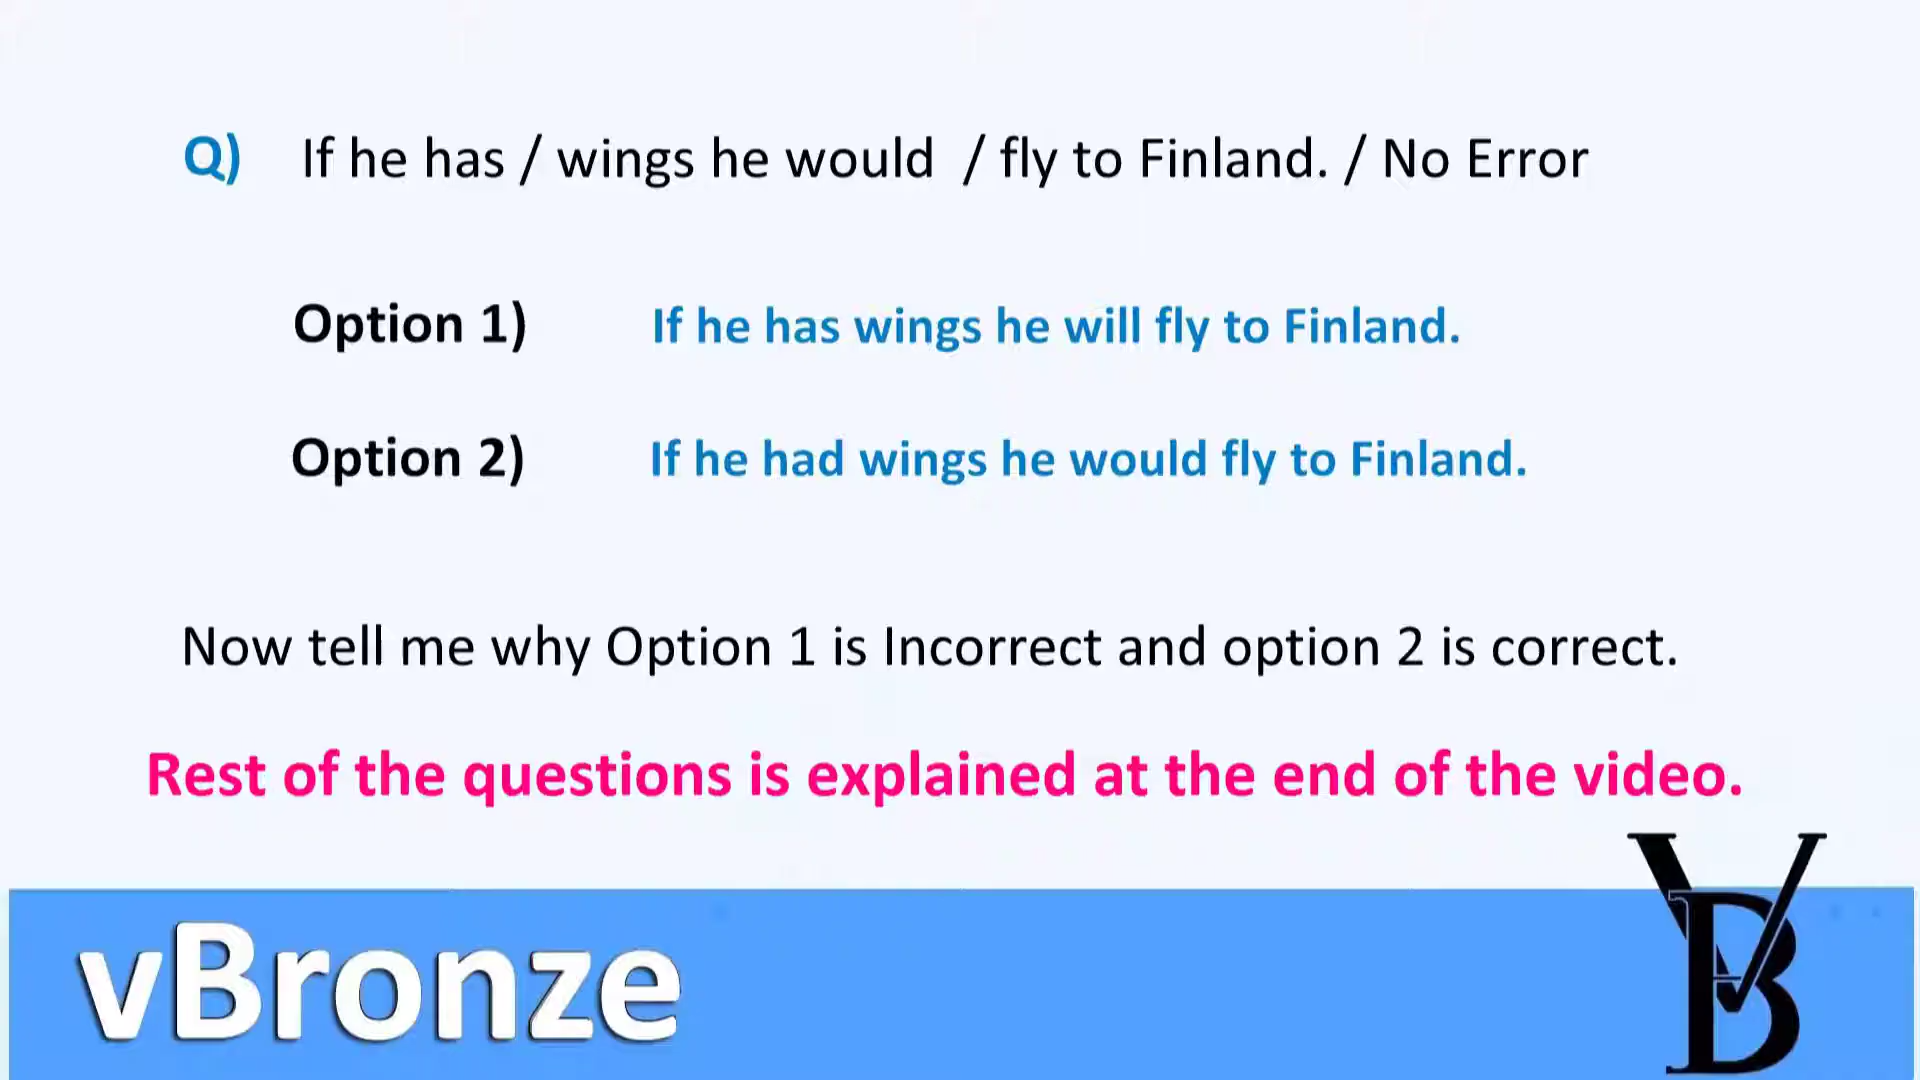 Q) If he has / wings he would / fly to Finland. / No Error
Option 1) If he has wings he will fly to Finland.
Option 2) If he had wings he would fly to Finland.
Now tell me why Option 1 is Incorrect and option 2 is correct.
Rest of the questions is explained at the end of the video.
vBronze
VB